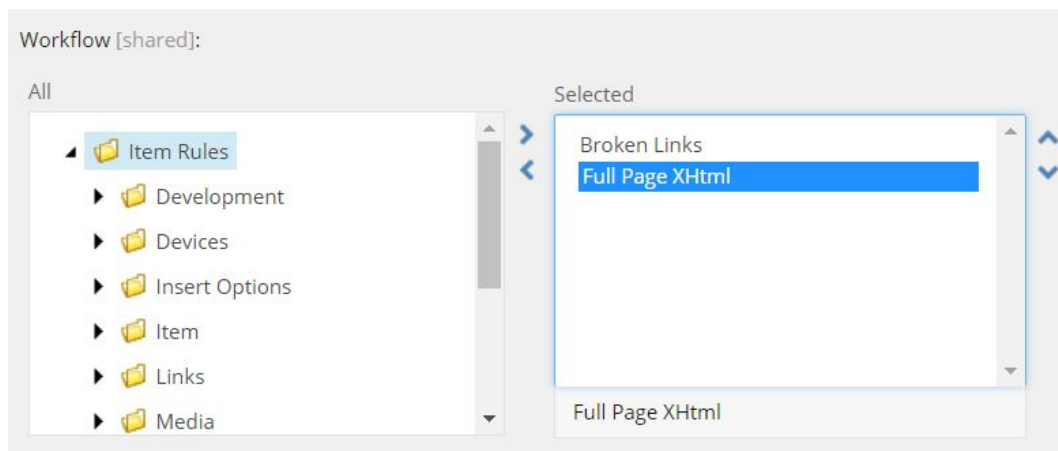 Workflow [shared]:
All
Item Rules
Development
Devices
Insert Options
Item
Links
Media
Selected
Broken Links
Full Page XHtml
Full Page XHtml